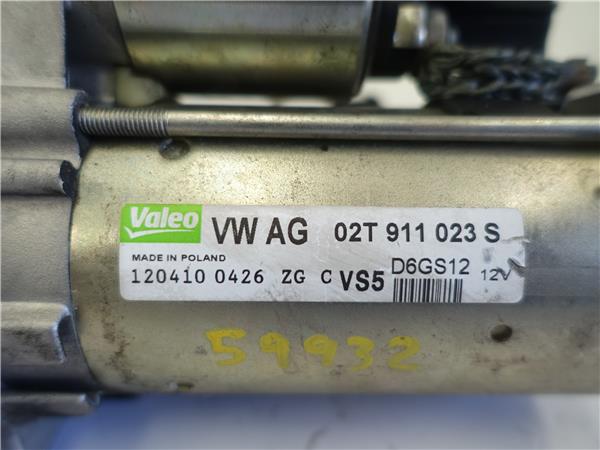 Valeo VW AG 02T 911 023 S
MADE IN POLAND
120410 0426 ZG C VS5 D6GS12 12V
59932